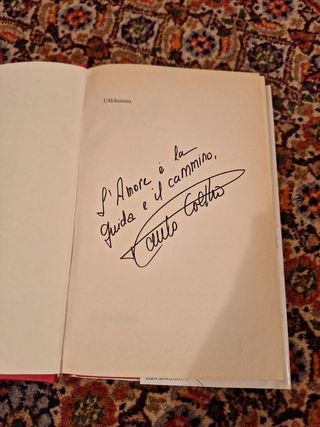 L'Alchimista
L'Amore è la
guida e il cammino,
Paulo Coelho